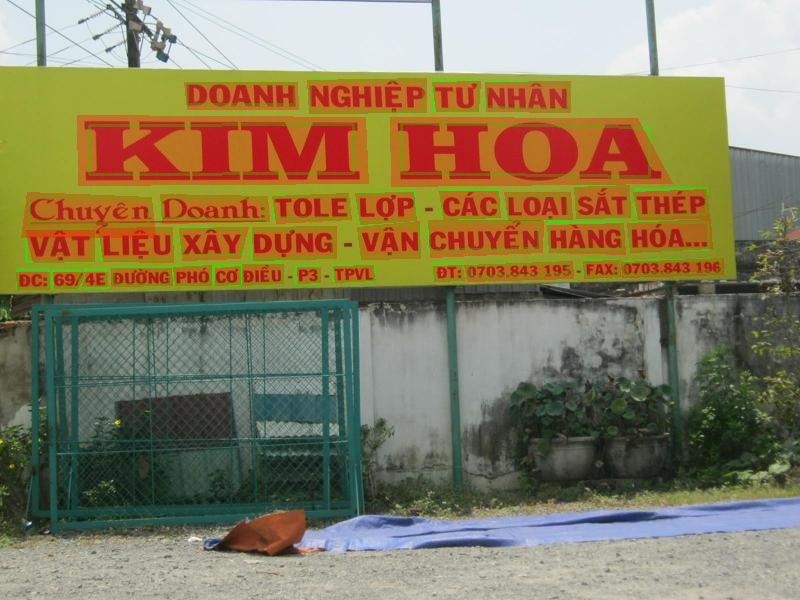 DOANH NGHIỆP TƯ NHÂN
KIM HOA
Chuyên Doanh: TOLE LỢP - CÁC LOẠI SẮT THÉP
VẬT LIỆU XÂY DỰNG - VẬN CHUYỂN HÀNG HÓA...
ĐC: 69/4E ĐƯỜNG PHÓ CƠ ĐIỀU - P3 - TPVL ĐT: 0703.843 195 - FAX: 0703.843 196